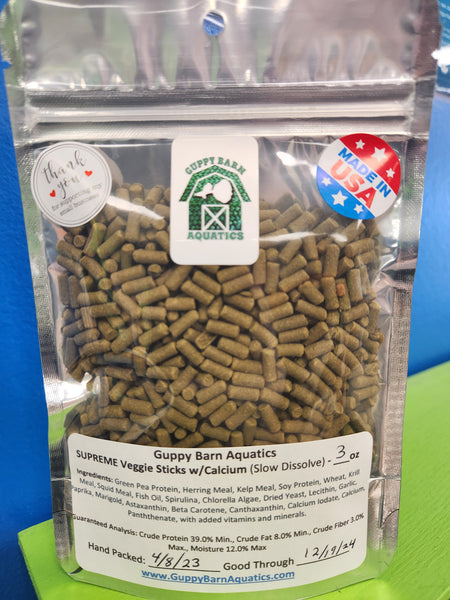 thank
you
for supporting my
small business
GUPPY BARN
AQUATICS
MADE IN
USA
Guppy Barn Aquatics
SUPREME Veggie Sticks w/Calcium (Slow Dissolve) - 3 oz
Ingredients: Green Pea Protein, Herring Meal, Kelp Meal, Soy Protein, Wheat, Krill
Meal, Squid Meal, Fish Oil, Spirulina, Chlorella Algae, Dried Yeast, Lecithin, Garlic,
Paprika, Marigold, Astaxanthin, Beta Carotene, Canthaxanthin, Calcium Iodate, Calcium
Panththenate, with added vitamins and minerals.
Guaranteed Analysis: Crude Protein 39.0% Min., Crude Fat 8.0% Min., Crude Fiber 3.0%
Max., Moisture 12.0% Max
Hand Packed: 4/8/23 Good Through 12/19/24
www.GuppyBarnAquatics.com